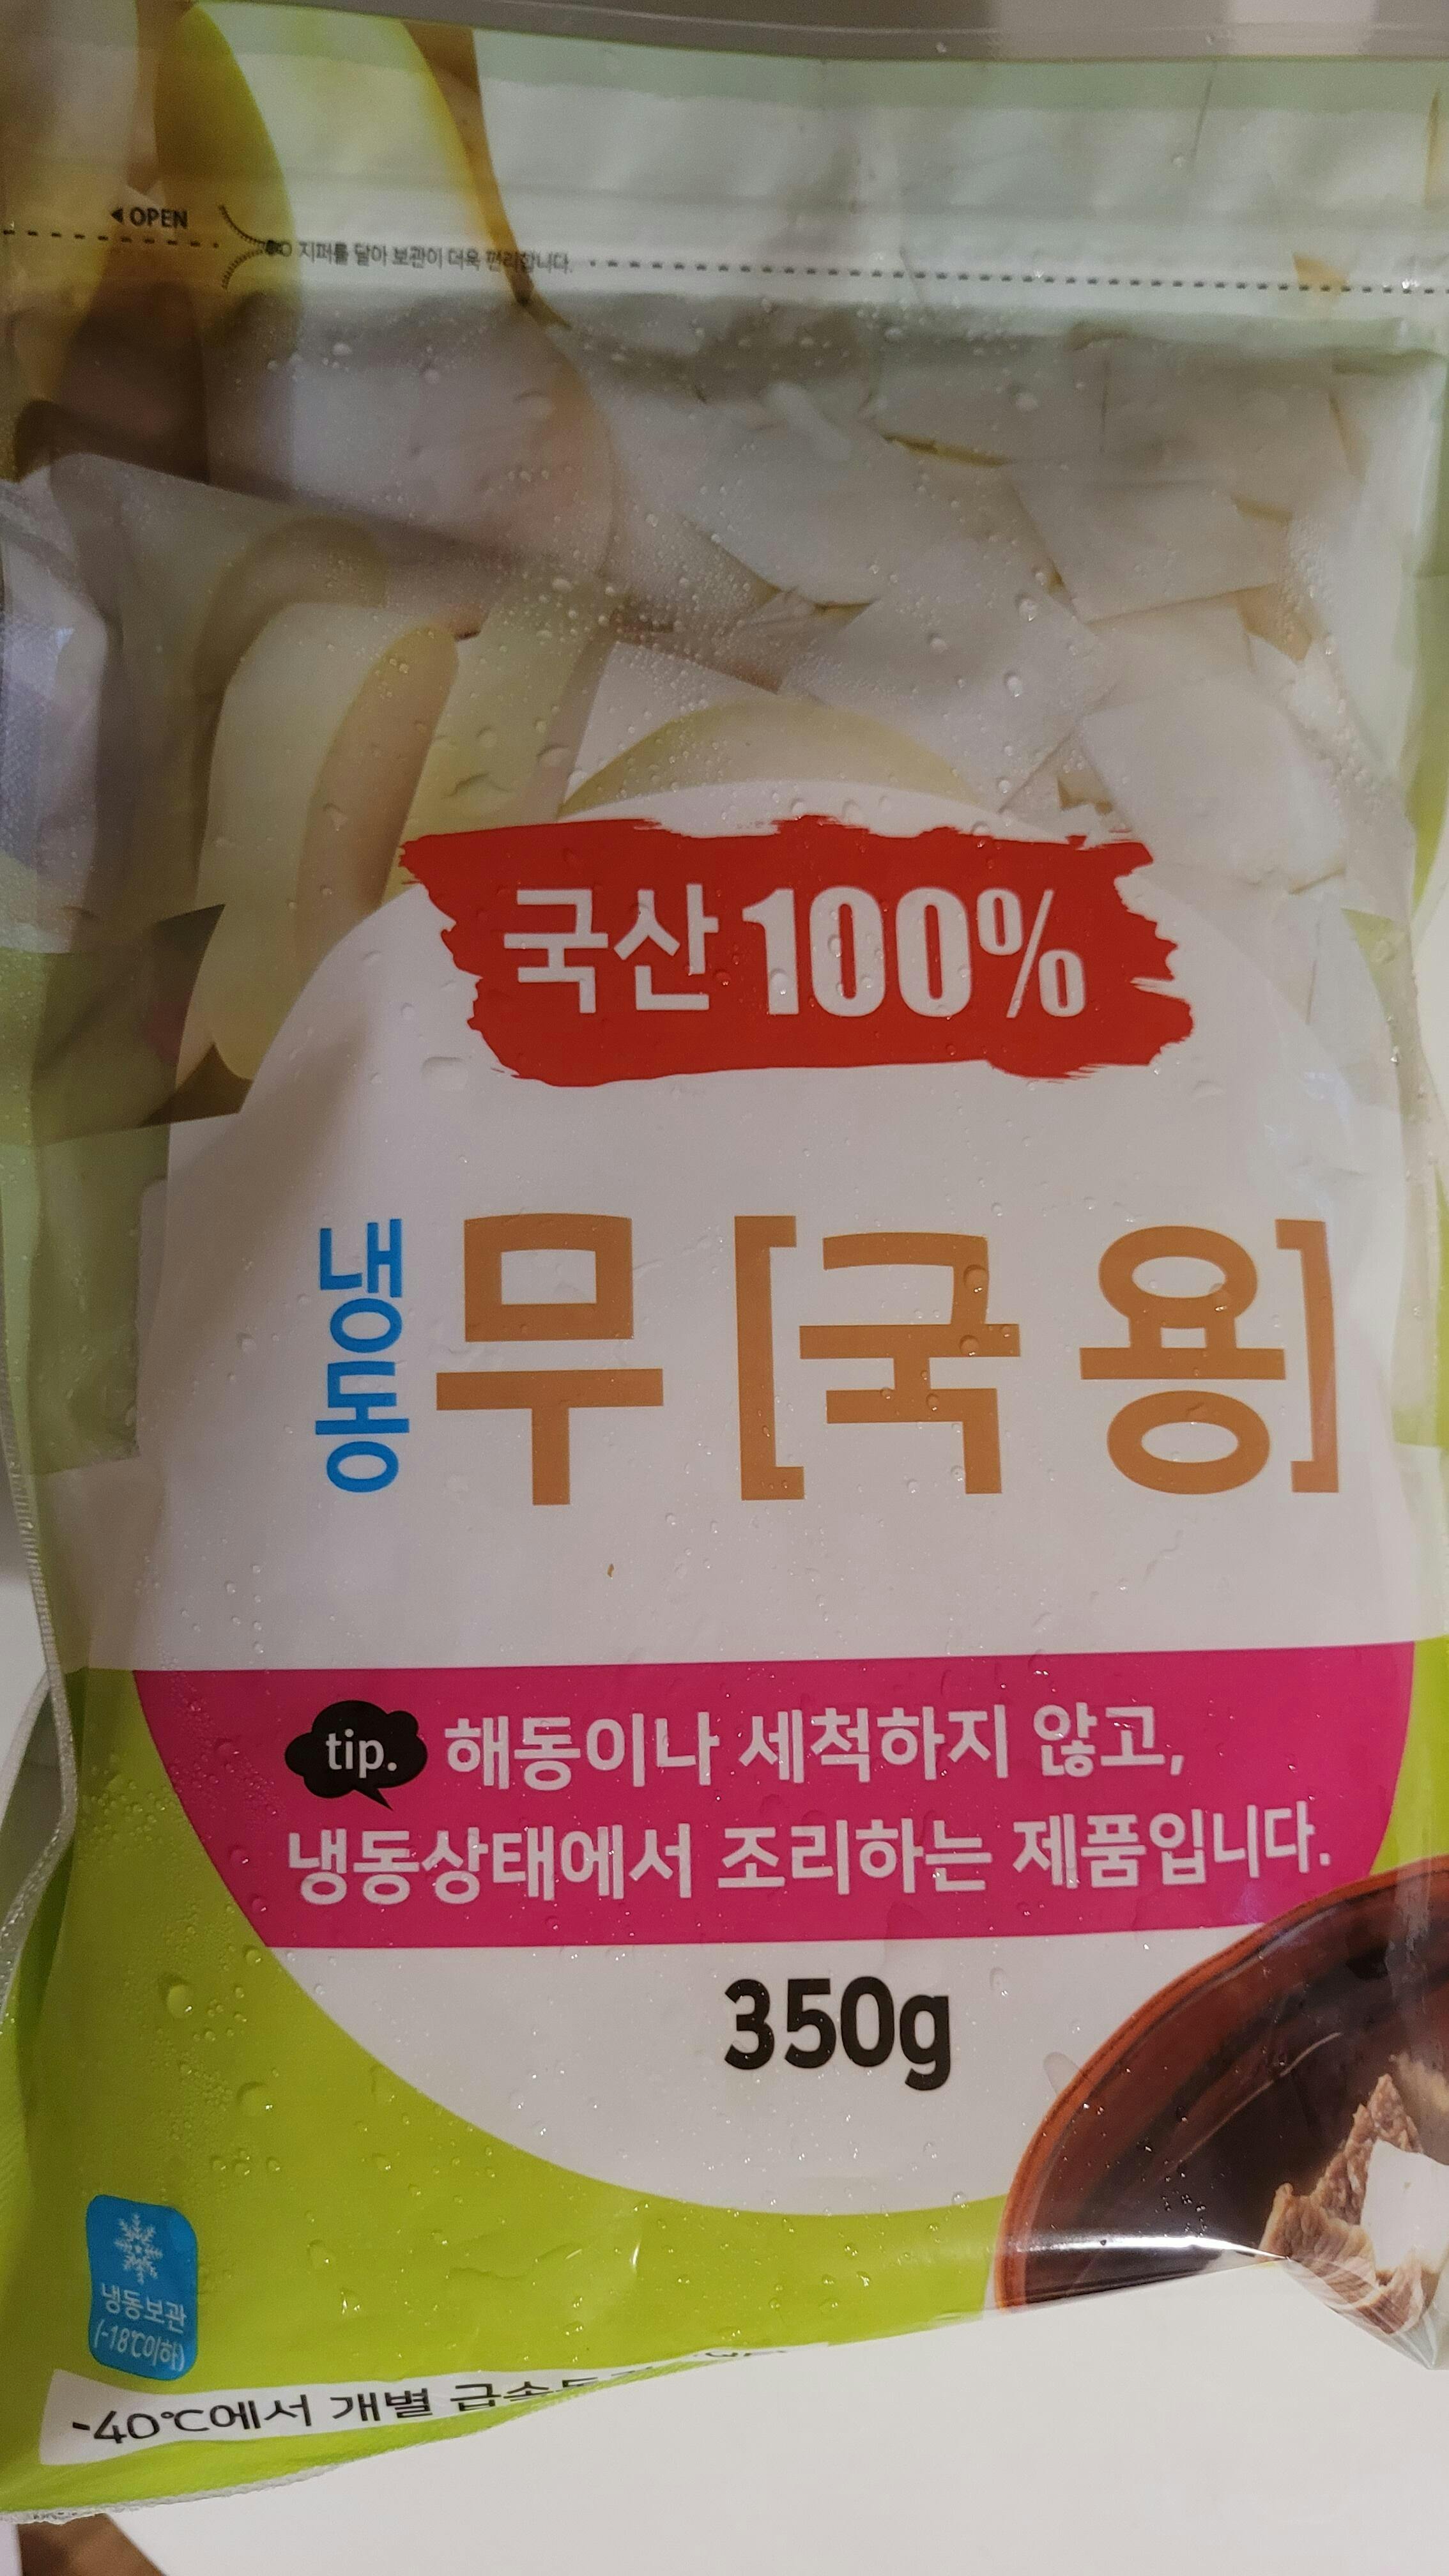 ◀ OPEN
지퍼를 달아 보관이 더욱 편리합니다.
국산 100%
냉동 무 [국용]
tip. 해동이나 세척하지 않고,
냉동상태에서 조리하는 제품입니다.
350g
냉동보관
(-18℃이하)
-40℃에서 개별